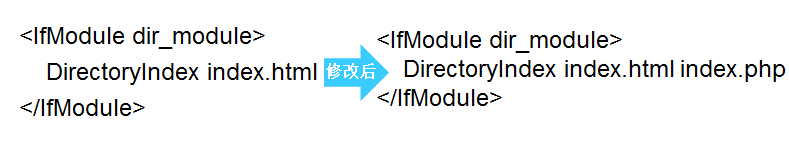 <IfModule dir_module>
DirectoryIndex index.html
</IfModule>
修改后
<IfModule dir_module>
DirectoryIndex index.html index.php
</IfModule>